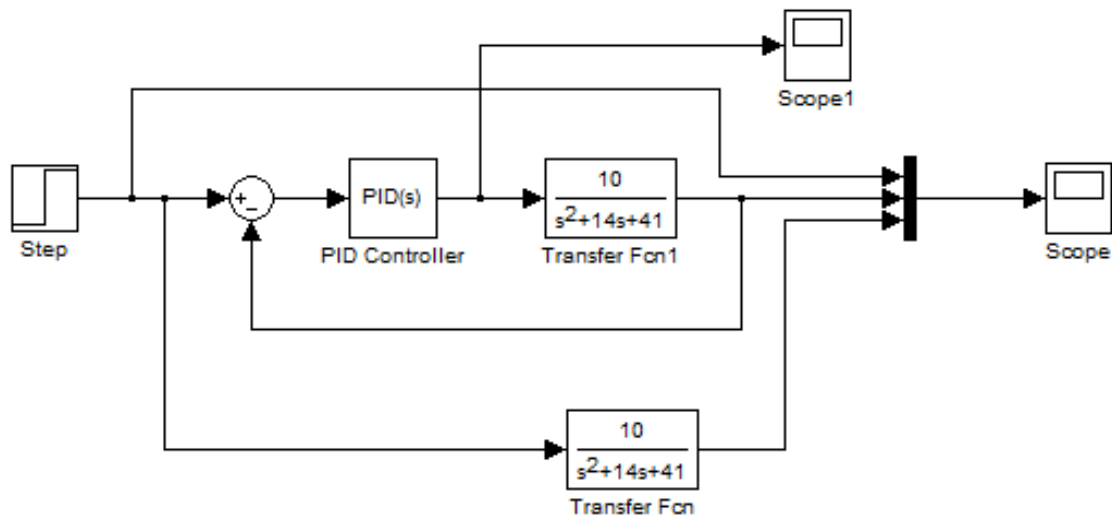 Scope1
Step
+
−
PID(s)
PID Controller
10
s²+14s+41
Transfer Fcn1
Scope
10
s²+14s+41
Transfer Fcn